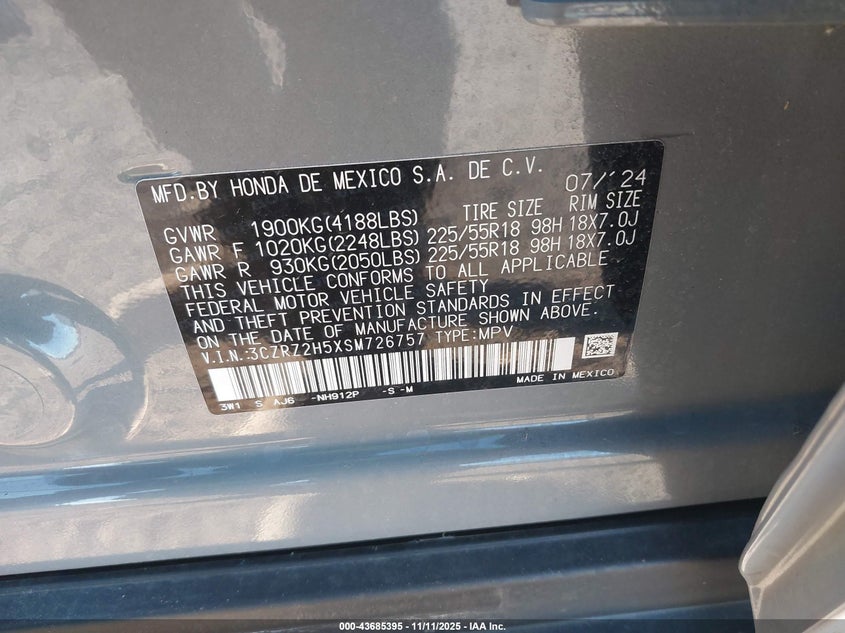 MFD.BY HONDA DE MEXICO S.A. DE C.V. 07/'24
TIRE SIZE RIM SIZE
GVWR 1900KG(4188LBS)
GAWR F 1020KG(2248LBS) 225/55R18 98H 18X7.0J
GAWR R 930KG(2050LBS) 225/55R18 98H 18X7.0J
THIS VEHICLE CONFORMS TO ALL APPLICABLE
FEDERAL MOTOR VEHICLE SAFETY
AND THEFT PREVENTION STANDARDS IN EFFECT
ON THE DATE OF MANUFACTURE SHOWN ABOVE.
V.I.N.:3CZRZ2H5XSM726757 TYPE:MPV
3W1 S AJ6 -NH912P -S-M MADE IN MEXICO
000-43685395 - 11/11/2025 - IAA Inc.